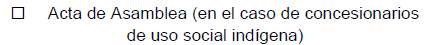 ☐ Acta de Asamblea (en el caso de concesionarios
de uso social indígena)